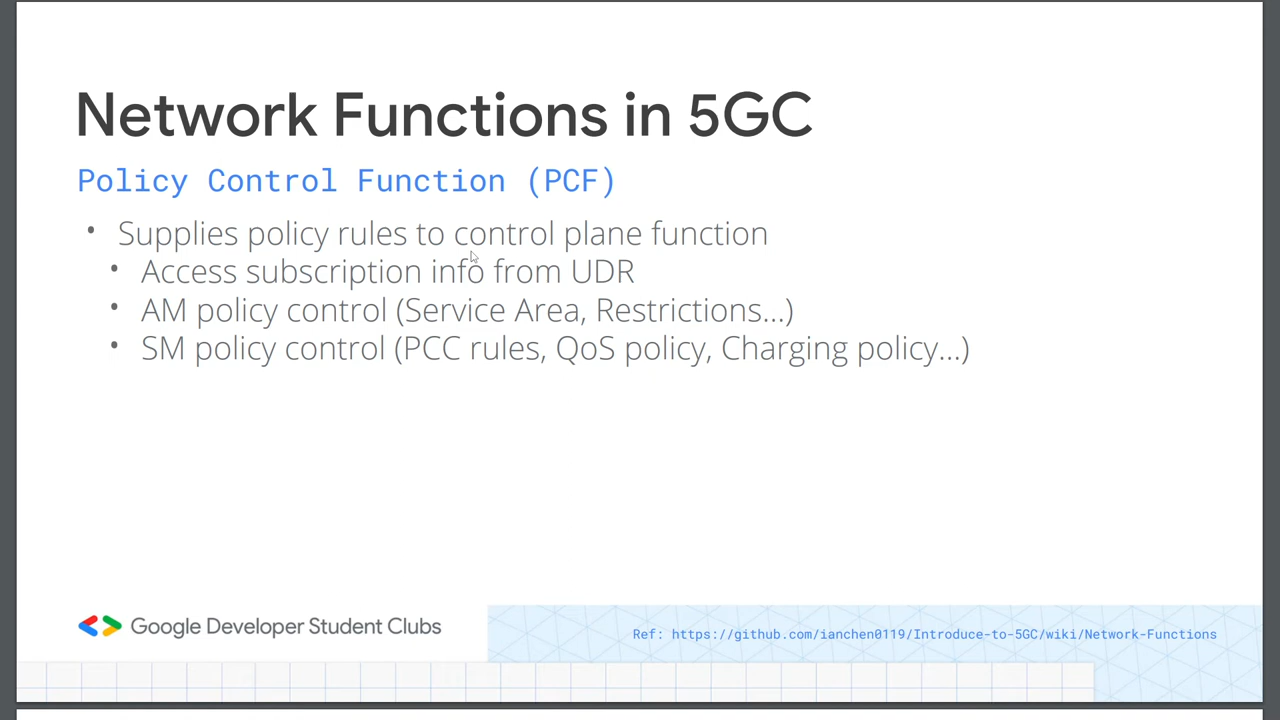 Network Functions in 5GC
Policy Control Function (PCF)
• Supplies policy rules to control plane function
• Access subscription info from UDR
• AM policy control (Service Area, Restrictions...)
• SM policy control (PCC rules, QoS policy, Charging policy...)
Google Developer Student Clubs
Ref: https://github.com/ianchen0119/Introduce-to-5GC/wiki/Network-Functions